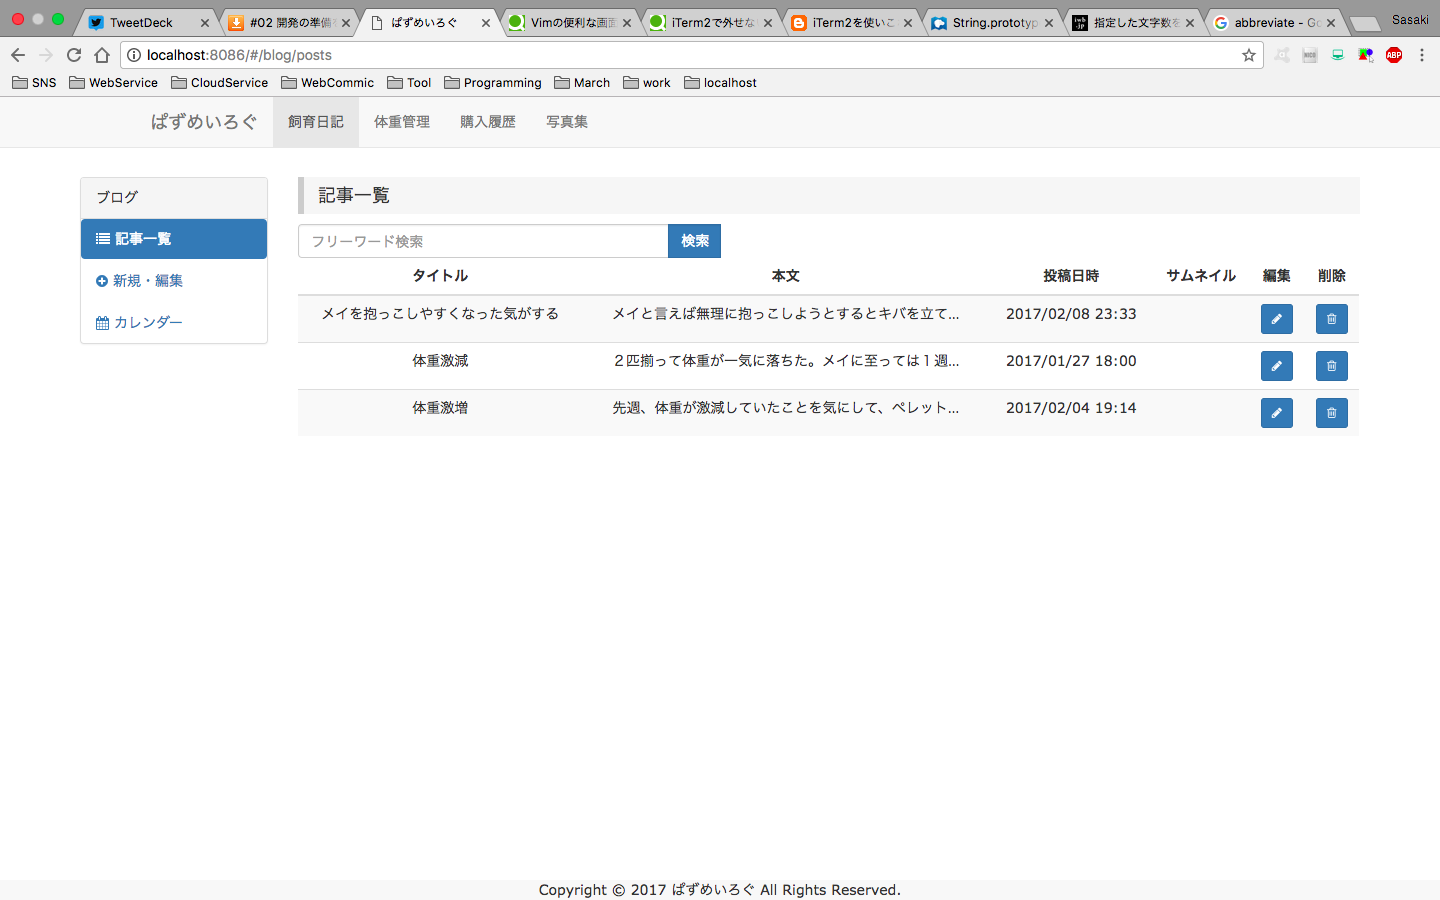 TweetDeck
#02 開発の準備
ぱずめいろぐ
Vimの便利な画面
iTerm2で外せな
iTerm2を使いこ
String.prototyp
指定した文字数を
abbreviate - Go
Sasaki
localhost:8086/#/blog/posts
SNS
WebService
CloudService
WebCommic
Tool
Programming
March
work
localhost
ぱずめいろぐ 飼育日記 体重管理 購入履歴 写真集
ブログ
記事一覧
新規・編集
カレンダー
記事一覧
フリーワード検索 検索
タイトル 本文 投稿日時 サムネイル 編集 削除
メイを抱っこしやすくなった気がする メイと言えば無理に抱っこしようとするとキバを立て... 2017/02/08 23:33
体重激減 2匹揃って体重が一気に落ちた。メイに至っては1週... 2017/01/27 18:00
体重激増 先週、体重が激減していたことを気にして、ペレット... 2017/02/04 19:14
Copyright © 2017 ぱずめいろぐ All Rights Reserved.
ABP